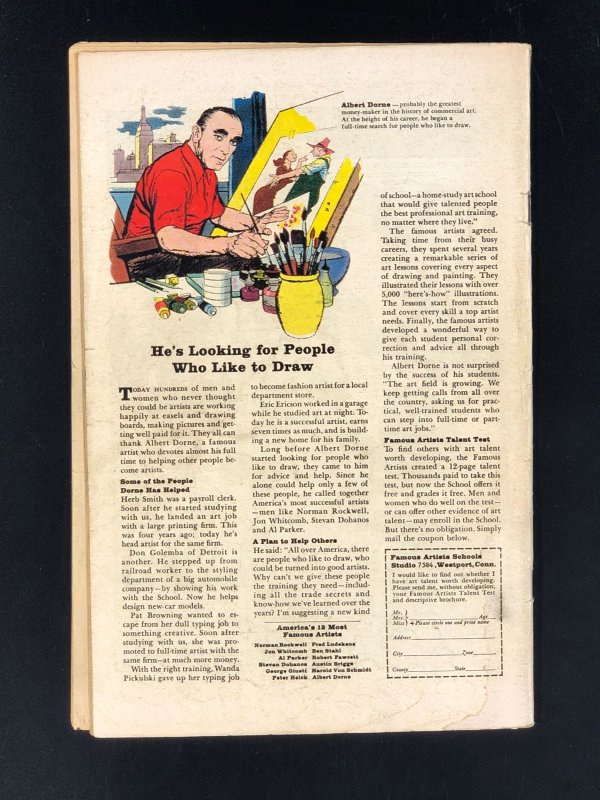 Albert Dorne—probably the greatest
money-maker in the history of commercial art.
At the height of his career, he began a
full-time search for people who like to draw.
He's Looking for People
Who Like to Draw
TODAY HUNDREDS of men and
women who never thought
they could be artists are working
happily at easels and drawing
boards, making pictures and get-
ting well paid for it. They all can
thank Albert Dorne, a famous
artist who devotes almost his full
time to helping other people be-
come artists.
Some of the People
Dorne Has Helped
Herb Smith was a payroll clerk.
Soon after he started studying
with us, he landed an art job
with a large printing firm. This
was four years ago; today he's
head artist for the same firm.
Don Golemba of Detroit is
another. He stepped up from
railroad worker to the styling
department of a big automobile
company—by showing his work
with the School. Now he helps
design new-car models.
Pat Browning wanted to es-
cape from her dull typing job to
something creative. Soon after
studying with us, she was pro-
moted to full-time artist with the
same firm—at much more money.
With the right training, Wanda
Pickulski gave up her typing job
to become fashion artist for a local
department store.
Eric Ericson worked in a garage
while he studied art at night. To-
day he is a successful artist, earns
seven times as much, and is build-
ing a new home for his family.
Long before Albert Dorne
started looking for people who
like to draw, they came to him
for advice and help. Since he
alone could help only a few of
these people, he called together
America's most successful artists
—men like Norman Rockwell,
Jon Whitcomb, Stevan Dohanos
and Al Parker.
A Plan to Help Others
He said: "All over America, there
are people who like to draw, who
could be turned into good artists.
Why can't we give these people
the training they need—includ-
ing all the trade secrets and
know-how we've learned over the
years? I'm suggesting a new kind
America's 12 Most
Famous Artists
Norman Rockwell Fred Ludekens
Jon Whitcomb Ben Stahl
Al Parker Robert Fawcett
Stevan Dohanos Austin Briggs
George Giusti Harold Von Schmidt
Peter Helck Albert Dorne
of school—a home-study art school
that would give talented people
the best professional art training,
no matter where they live."
The famous artists agreed.
Taking time from their busy
careers, they spent several years
creating a remarkable series of
art lessons covering every aspect
of drawing and painting. They
illustrated their lessons with over
5,000 "here's-how" illustrations.
The lessons start from scratch
and cover every skill a top artist
needs. Finally, the famous artists
developed a wonderful way to
give each student personal cor-
rection and advice all through
his training.
Albert Dorne is not surprised
by the success of his students.
"The art field is growing. We
keep getting calls from all over
the country, asking us for prac-
tical, well-trained students who
can step into full-time or part-
time art jobs."
Famous Artists Talent Test
To find others with art talent
worth developing, the Famous
Artists created a 12-page talent
test. Thousands paid to take this
test, but now the School offers it
free and grades it free. Men and
women who do well on the test—
or can offer other evidence of art
talent—may enroll in the School.
But there's no obligation. Simply
mail the coupon below.
Famous Artists Schools
Studio 7384, Westport, Conn.
I would like to find out whether I
have art talent worth developing.
Please send me, without obligation,
your Famous Artists Talent Test
and descriptive brochure.
Mr.
Mrs. Age
Miss Please circle one and print name
Address
City Zone
County State